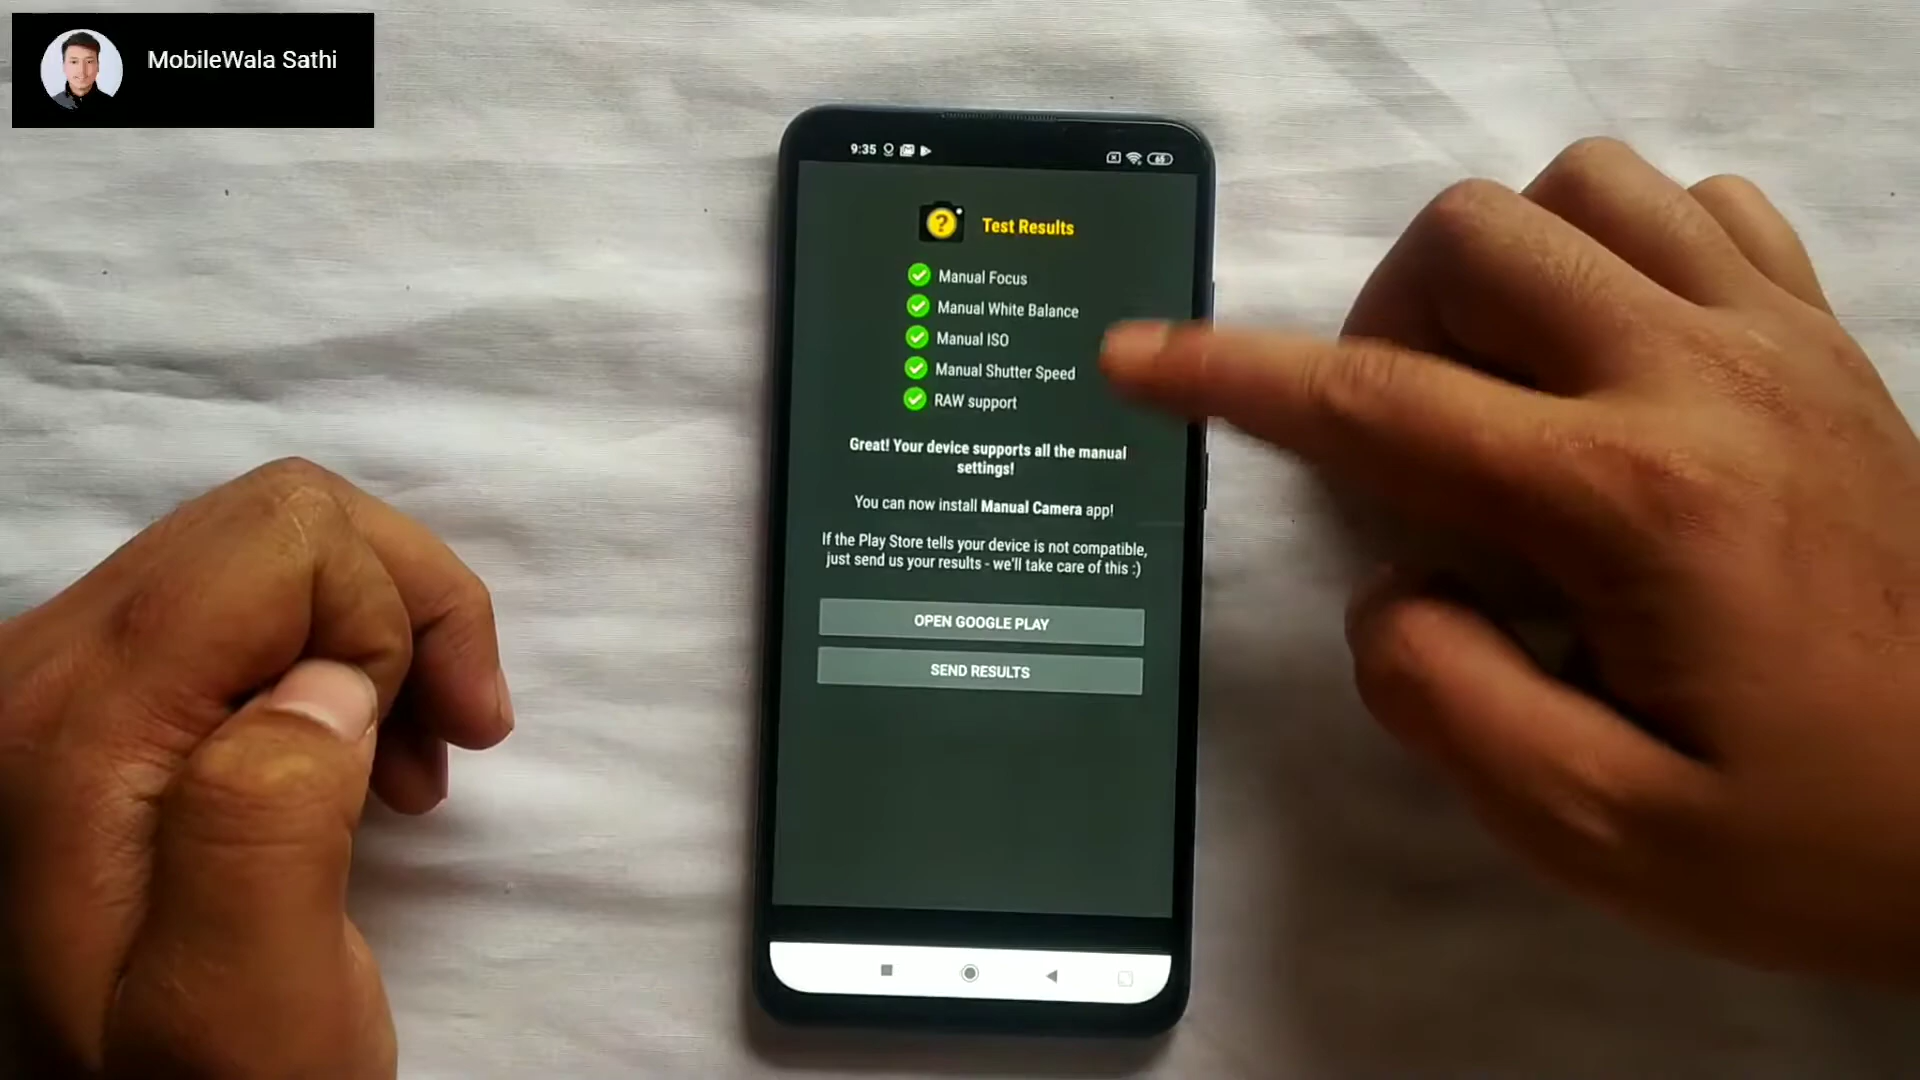 MobileWala Sathi
9:35
68
Test Results
Manual Focus
Manual White Balance
Manual ISO
Manual Shutter Speed
RAW support
Great! Your device supports all the manual
settings!
You can now install Manual Camera app!
If the Play Store tells your device is not compatible,
just send us your results - we'll take care of this :)
OPEN GOOGLE PLAY
SEND RESULTS